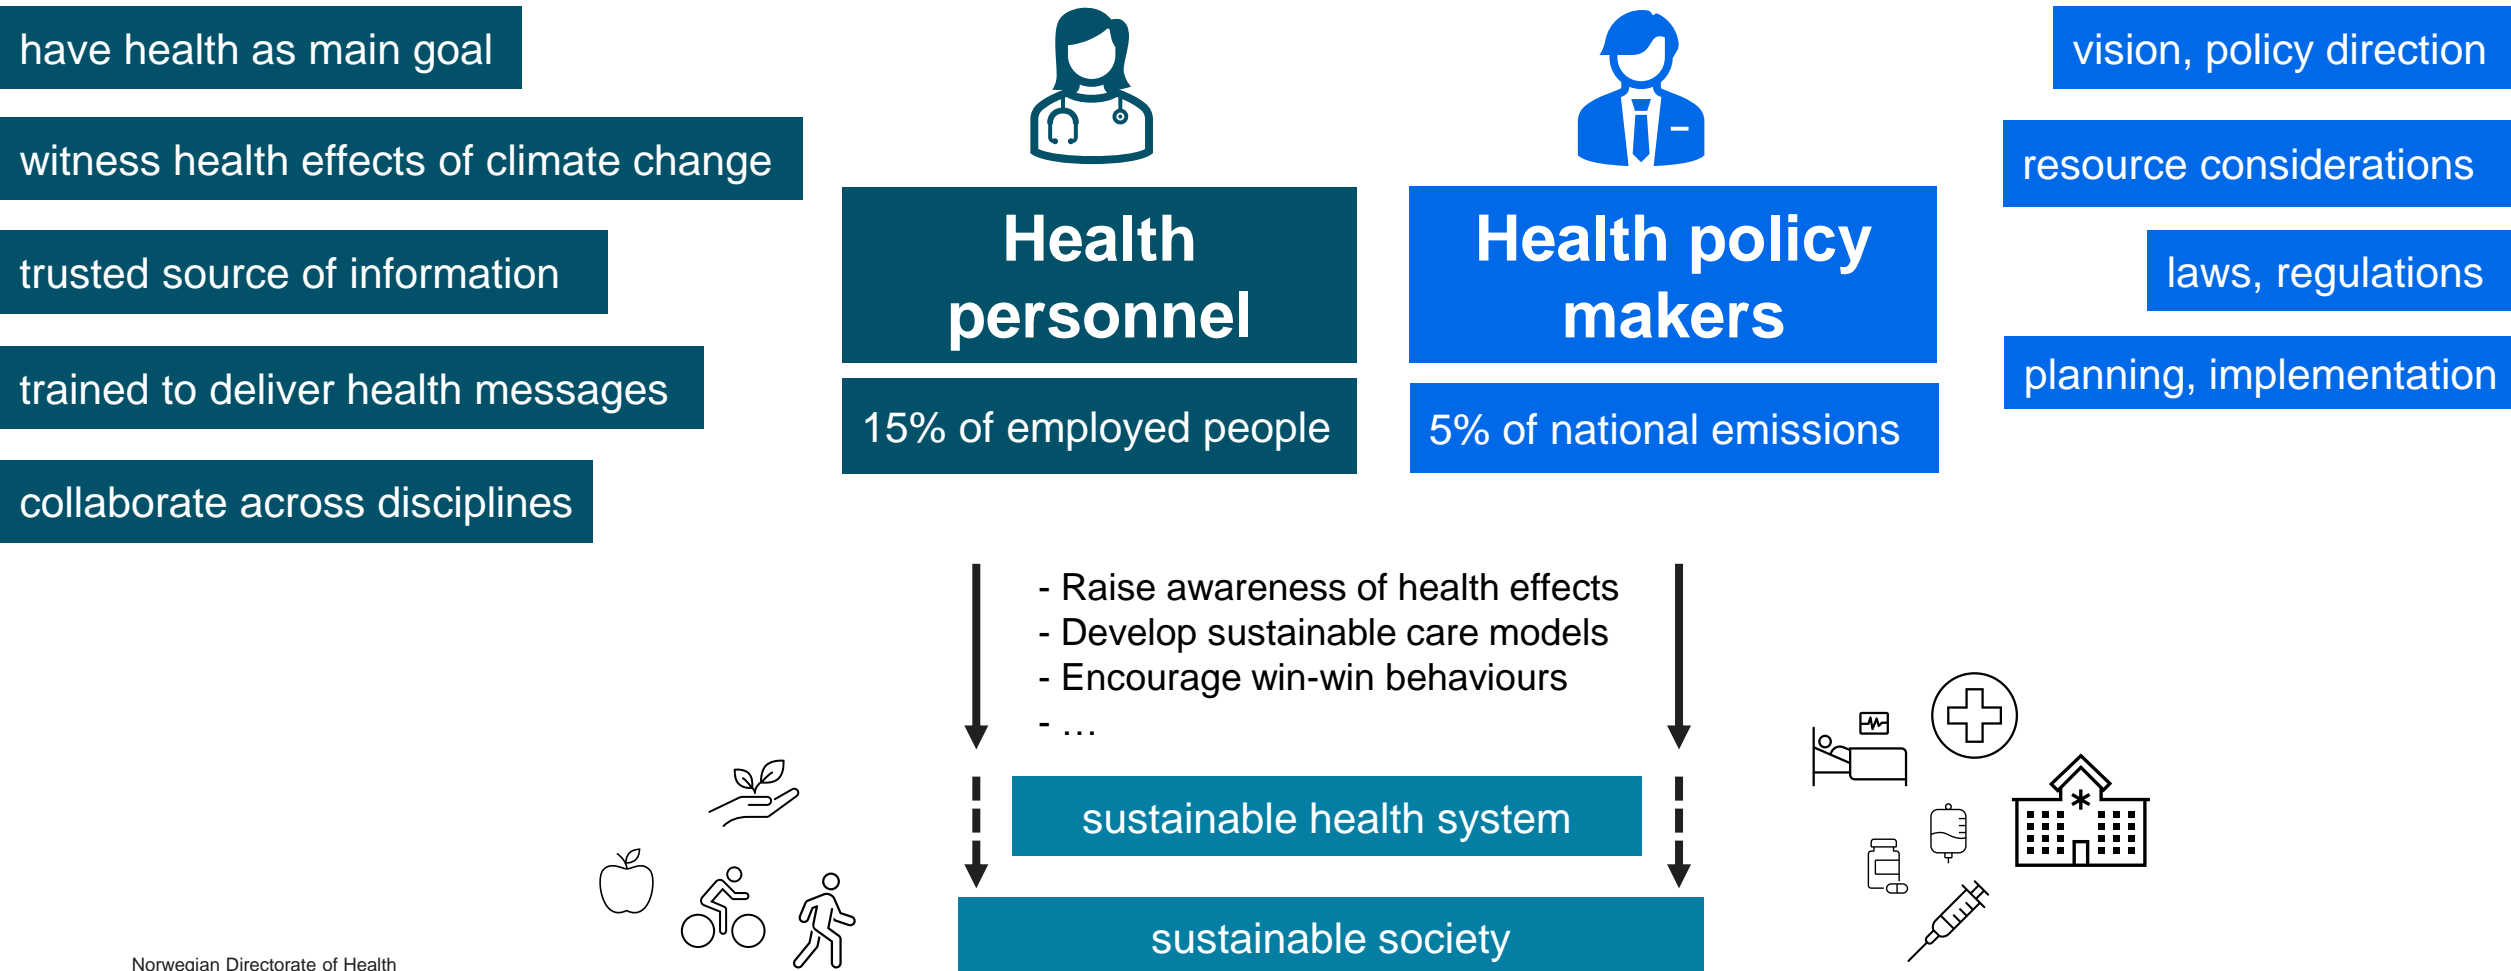 have health as main goal
witness health effects of climate change
trusted source of information
trained to deliver health messages
collaborate across disciplines
Health
personnel
15% of employed people
Health policy
makers
5% of national emissions
vision, policy direction
resource considerations
laws, regulations
planning, implementation
- Raise awareness of health effects
- Develop sustainable care models
- Encourage win-win behaviours
- …
sustainable health system
sustainable society
Norwegian Directorate of Health